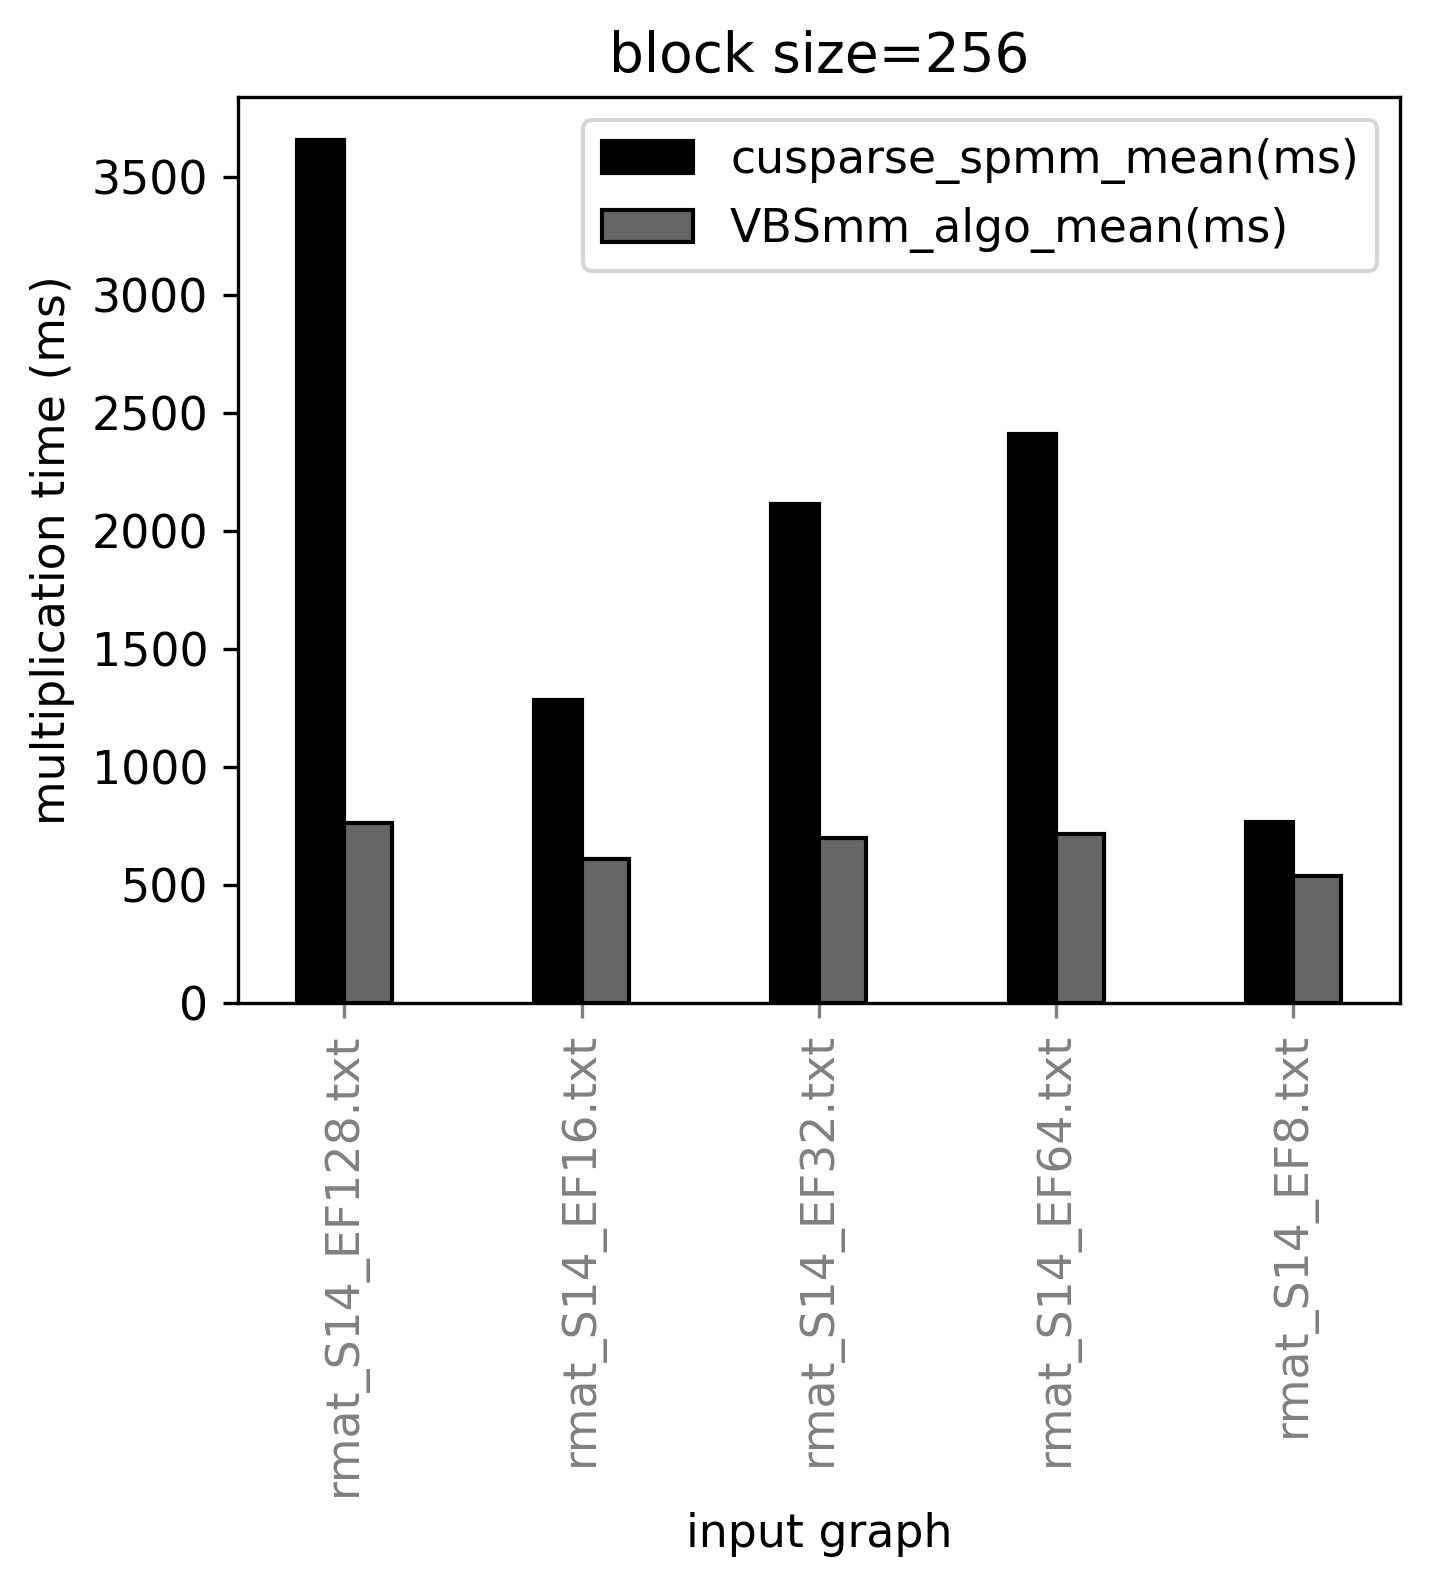 block size=256
cusparse_spmm_mean(ms)
VBSmm_algo_mean(ms)
multiplication time (ms)
3500
3000
2500
2000
1500
1000
500
0
rmat_S14_EF128.txt
rmat_S14_EF16.txt
rmat_S14_EF32.txt
rmat_S14_EF64.txt
rmat_S14_EF8.txt
input graph